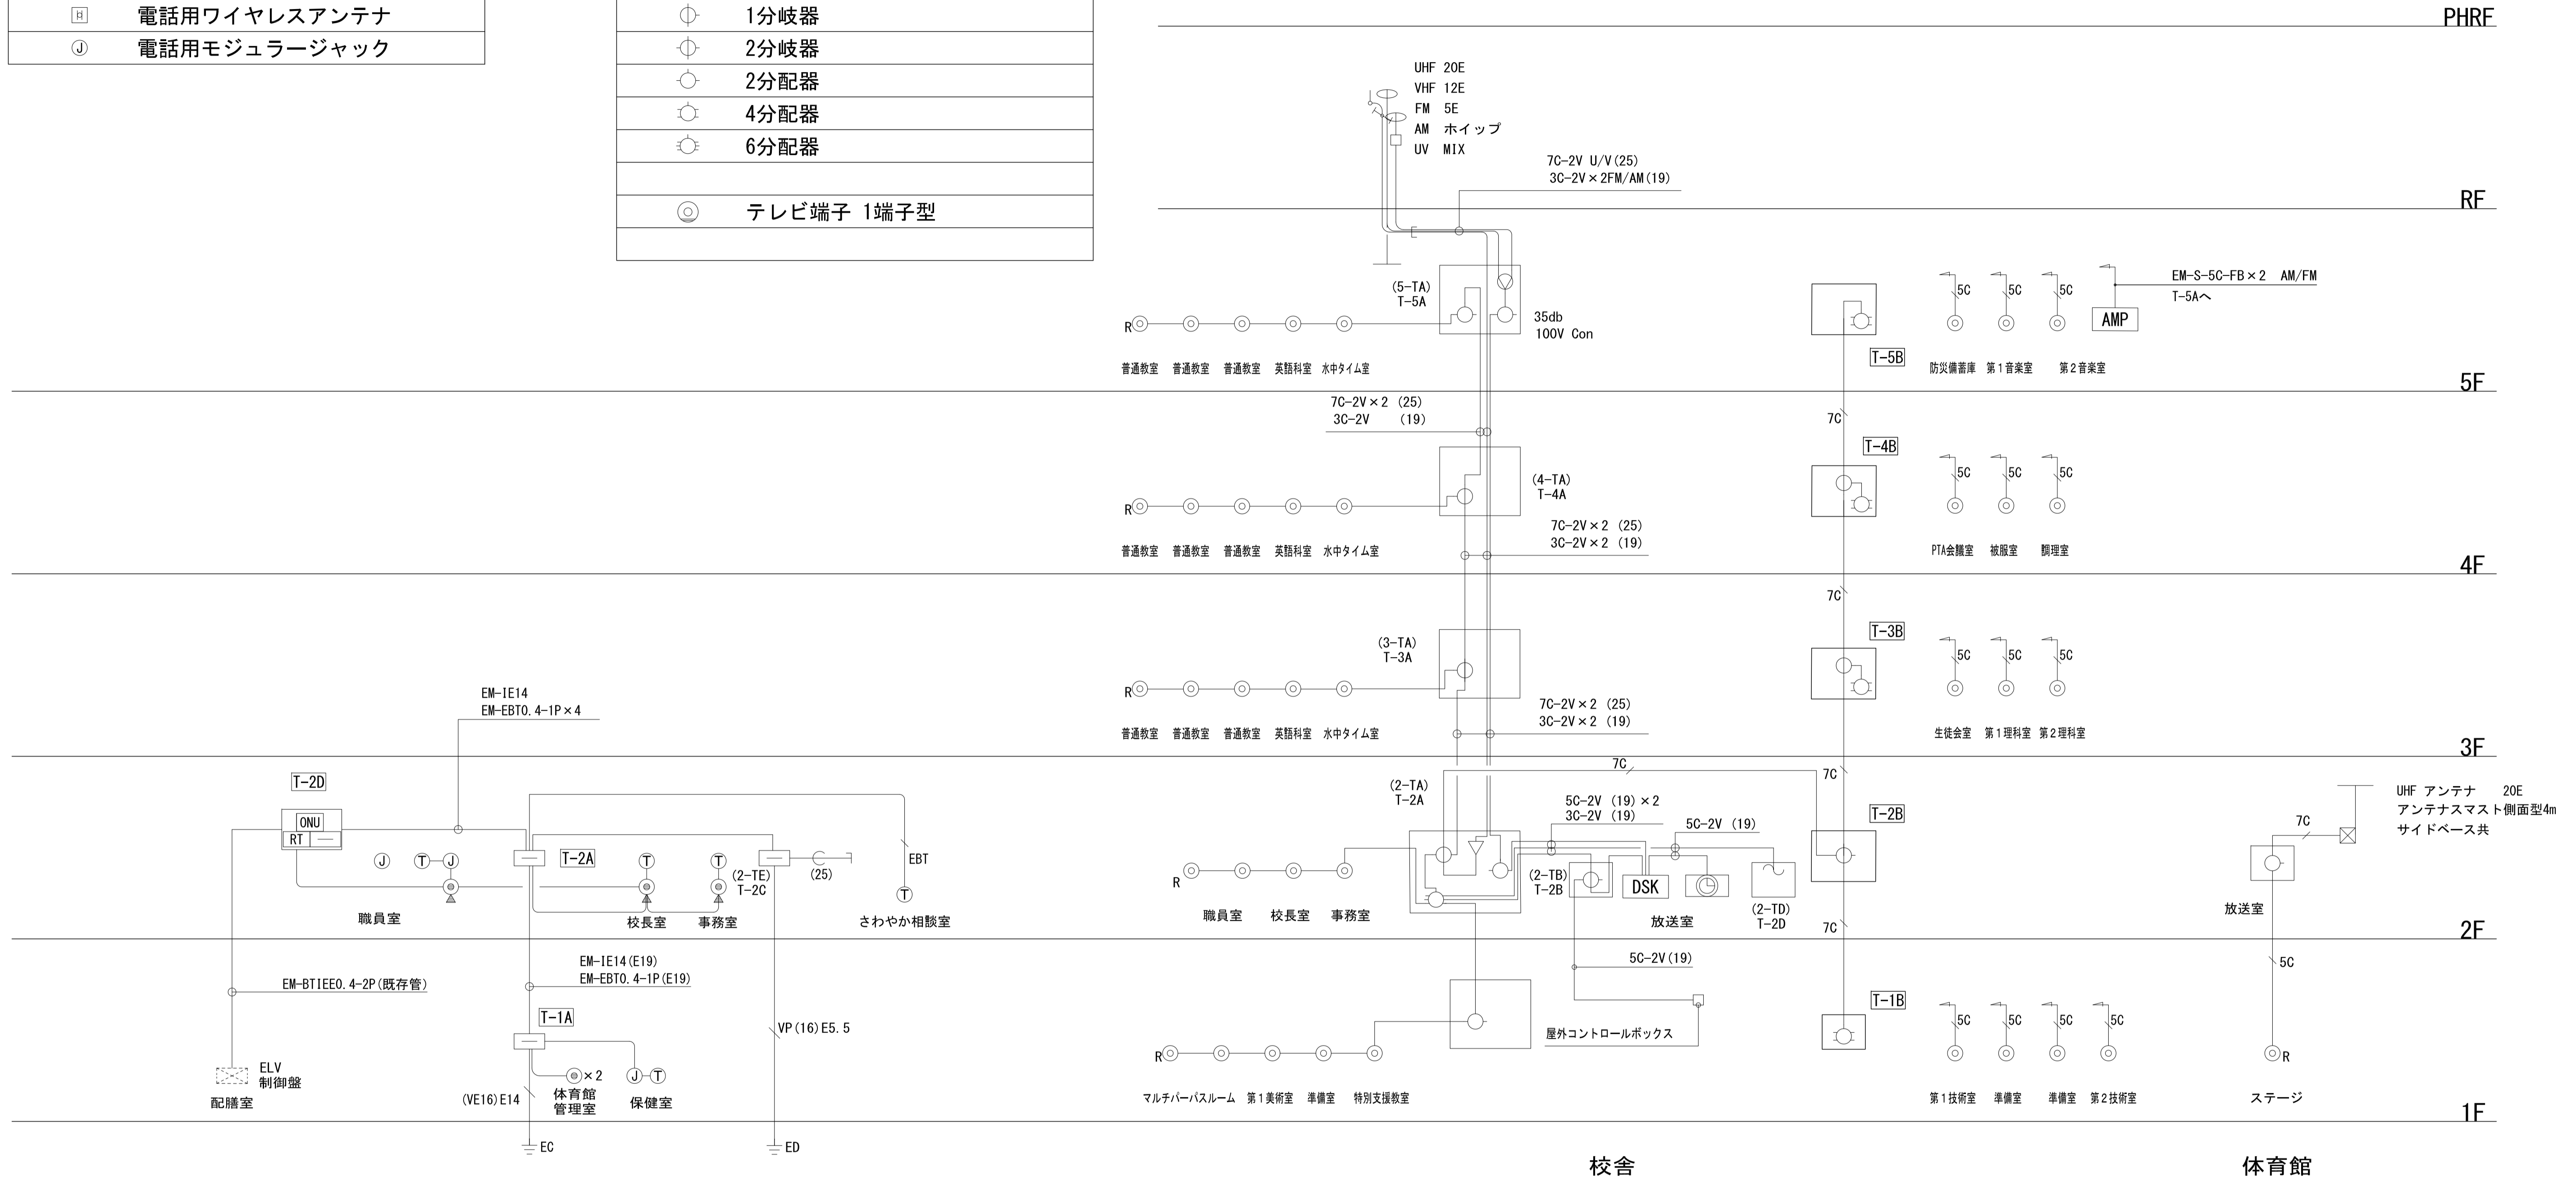 電話用ワイヤレスアンテナ
J 電話用モジュラージャック
1分岐器
2分岐器
2分配器
4分配器
6分配器
テレビ端子 1端子型
PHRF
UHF 20E
VHF 12E
FM 5E
AM ホイップ
UV MIX
7C-2V U/V(25)
3C-2V×2FM/AM(19)
RF
(5-TA)
T-5A
35db
100V Con
R
普通教室 普通教室 普通教室 英語科室 水中タイム室
T-5B
5C 5C 5C
AMP
EM-S-5C-FB×2 AM/FM
T-5Aへ
防災備蓄庫 第1音楽室 第2音楽室
5F
7C-2V×2 (25)
3C-2V (19)
7C
(4-TA)
T-4A
R
7C-2V×2 (25)
3C-2V×2 (19)
普通教室 普通教室 普通教室 英語科室 水中タイム室
T-4B
5C 5C 5C
PTA会議室 被服室 調理室
4F
7C
(3-TA)
T-3A
R
7C-2V×2 (25)
3C-2V×2 (19)
普通教室 普通教室 普通教室 英語科室 水中タイム室
T-3B
5C 5C 5C
生徒会室 第1理科室 第2理科室
3F
EM-IE14
EM-EBT0.4-1P×4
T-2D
ONU
RT
J T J
T-2A
T T
(2-TE)
T-2C
(25)
EBT
T
職員室
校長室 事務室
さわやか相談室
(2-TA)
T-2A
7C
7C
5C-2V (19)×2
3C-2V (19)
5C-2V (19)
(2-TB)
T-2B
DSK
(2-TD)
T-2D
R
職員室 校長室 事務室
放送室
T-2B
7C
UHF アンテナ 20E
アンテナマスト側面型4m
サイドベース共
7C
放送室
2F
EM-BTIEE0.4-2P(既存管)
EM-IE14(E19)
EM-EBT0.4-1P(E19)
T-1A
VP(16)E5.5
ELV
制御盤
配膳室
×2
J T
(VE16)E14
体育館
管理室
保健室
5C-2V(19)
屋外コントロールボックス
R
マルチパーパスルーム 第1美術室 準備室 特別支援教室
T-1B
5C 5C 5C 5C
第1技術室 準備室 準備室 第2技術室
5C
R
ステージ
1F
EC
ED
校舎
体育館